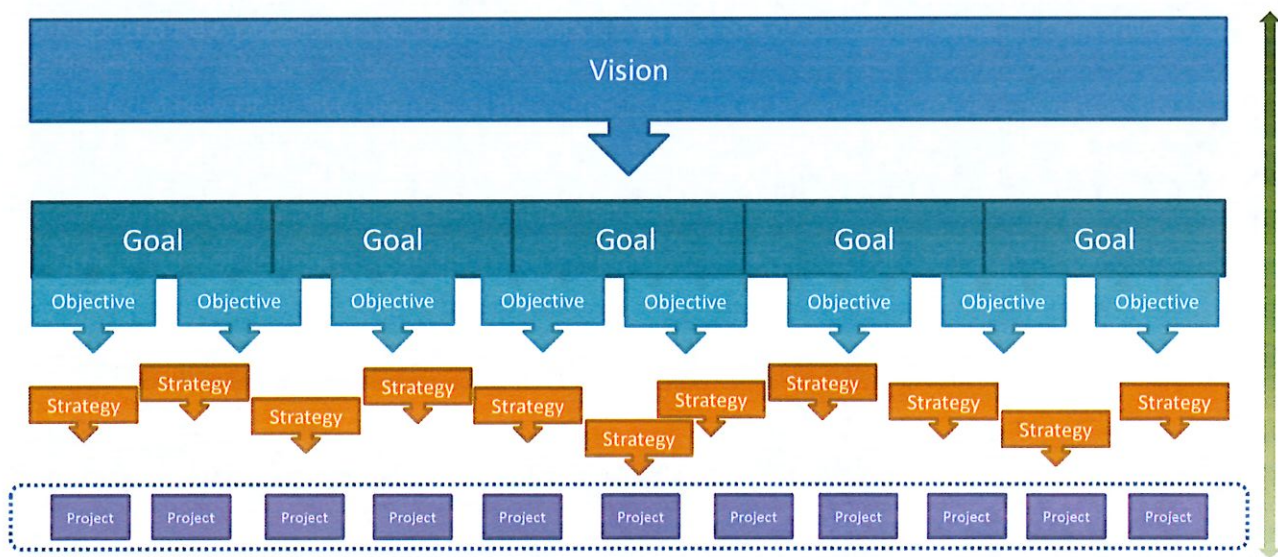 Vision
Goal Goal Goal Goal Goal
Objective Objective Objective Objective Objective Objective Objective Objective
Strategy Strategy Strategy Strategy Strategy Strategy Strategy Strategy Strategy Strategy Strategy
Project Project Project Project Project Project Project Project Project Project Project